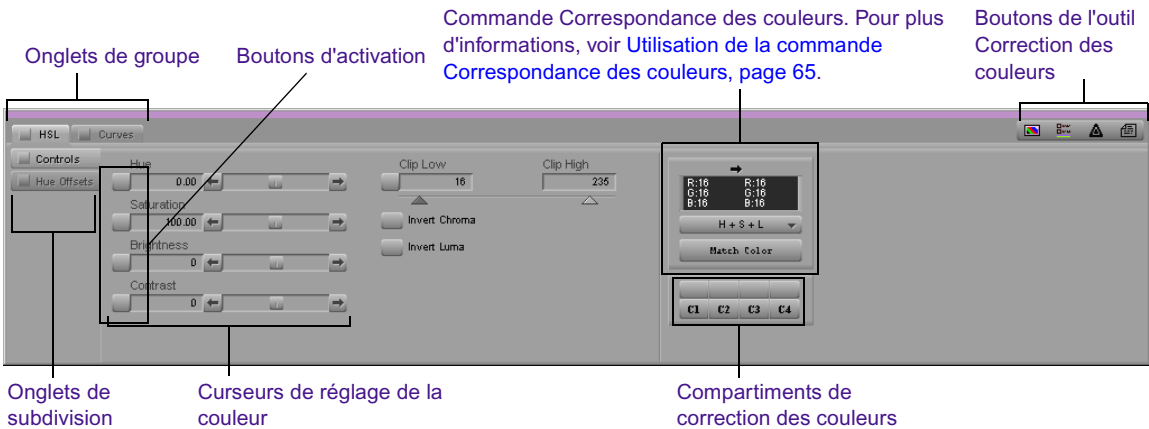 Commande Correspondance des couleurs. Pour plus
d'informations, voir Utilisation de la commande
Correspondance des couleurs, page 65.
Boutons de l'outil
Correction des
couleurs
Onglets de groupe
Boutons d'activation
HSL
Curves
Controls
Hue Offsets
Hue
0.00
Saturation
100.00
Brightness
0
Contrast
0
Clip Low
16
Clip High
235
Invert Chroma
Invert Luma
R:16 R:16
G:16 G:16
B:16 B:16
H + S + L
Match Color
C1 C2 C3 C4
Onglets de
subdivision
Curseurs de réglage de la
couleur
Compartiments de
correction des couleurs